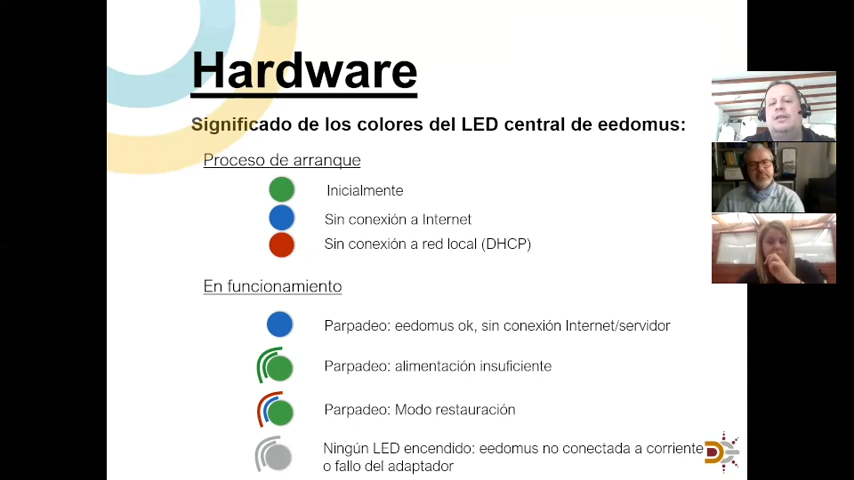 Hardware
Significado de los colores del LED central de eedomus:
Proceso de arranque
Inicialmente
Sin conexión a Internet
Sin conexión a red local (DHCP)
En funcionamiento
Parpadeo: eedomus ok, sin conexión Internet/servidor
Parpadeo: alimentación insuficiente
Parpadeo: Modo restauración
Ningún LED encendido: eedomus no conectada a corriente
o fallo del adaptador